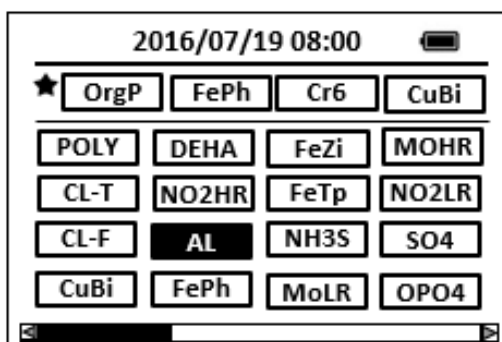 2016/07/19 08:00
OrgP FePh Cr6 CuBi
POLY DEHA FeZi MOHR
CL-T NO2HR FeTp NO2LR
CL-F AL NH3S SO4
CuBi FePh MoLR OPO4